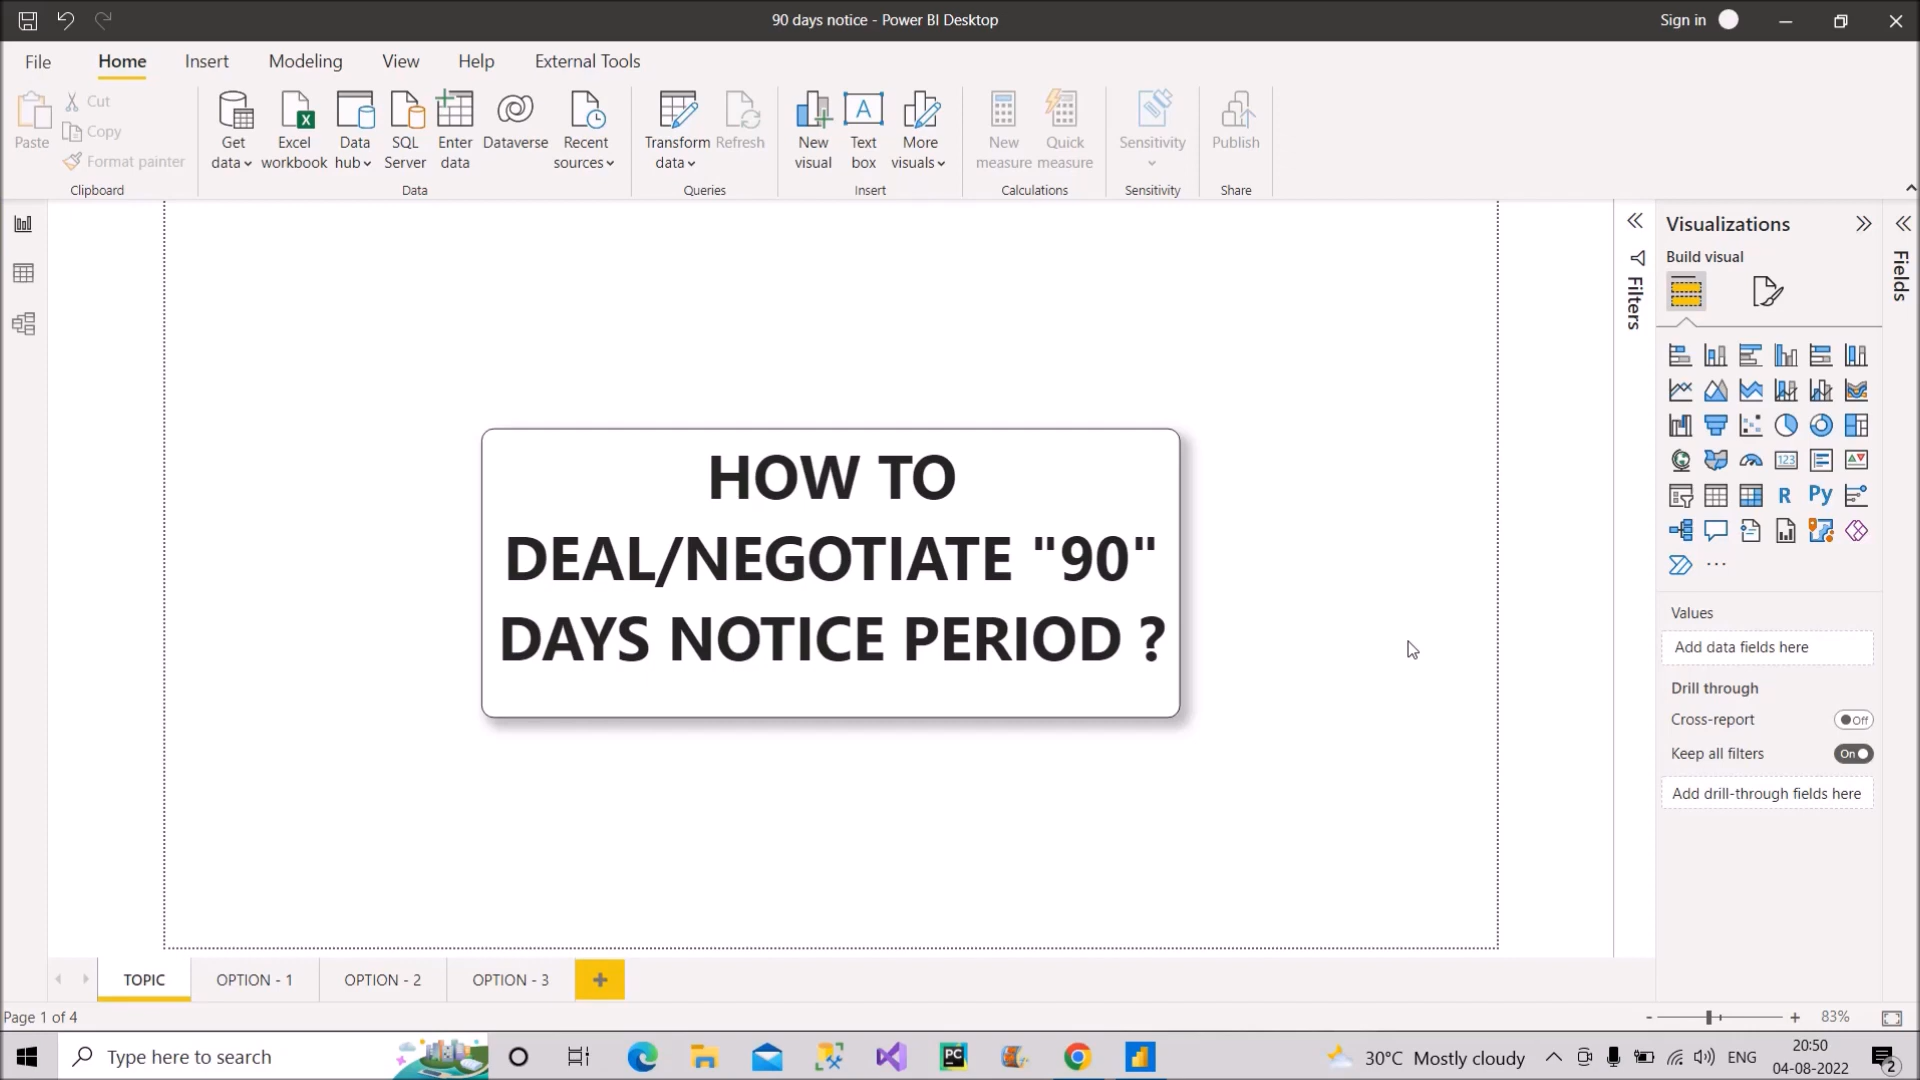 90 days notice - Power BI Desktop
Sign in
File Home Insert Modeling View Help External Tools
Paste
Cut
Copy
Format painter
Clipboard
Get data
Excel workbook
Data hub
SQL Server
Enter data
Dataverse
Recent sources
Data
Transform data
Refresh
Queries
New visual
Text box
More visuals
Insert
New measure
Quick measure
Calculations
Sensitivity
Sensitivity
Publish
Share
HOW TO
DEAL/NEGOTIATE "90"
DAYS NOTICE PERIOD ?
Filters
Visualizations
Build visual
123
R
Py
Values
Add data fields here
Drill through
Cross-report
Off
Keep all filters
On
Add drill-through fields here
Fields
TOPIC OPTION - 1 OPTION - 2 OPTION - 3
Page 1 of 4
83%
Type here to search
PC
30°C Mostly cloudy
ENG
20:50
04-08-2022
2